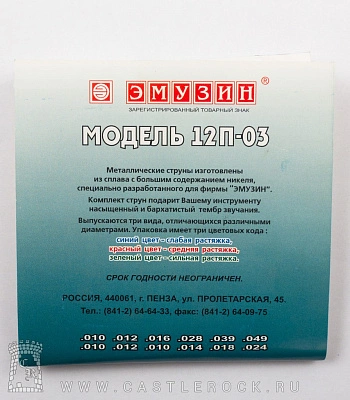 Э ЭМУЗИН ®
ЗАРЕГИСТРИРОВАННЫЙ ТОВАРНЫЙ ЗНАК
МОДЕЛЬ 12П-03
Металлические струны изготовлены
из сплава с большим содержанием никеля,
специально разработанного для фирмы "ЭМУЗИН".
Комплект струн подарит Вашему инструменту
насыщенный и бархатистый тембр звучания.
Выпускаются три вида, отличающихся различными
диаметрами. Упаковка имеет три цветовых кода :
синий цвет - слабая растяжка,
красный цвет - средняя растяжка,
зеленый цвет - сильная растяжка.
СРОК ГОДНОСТИ НЕОГРАНИЧЕН.
РОССИЯ, 440061, г. ПЕНЗА, ул. ПРОЛЕТАРСКАЯ, 45.
Тел.: (841-2) 64-64-33, факс: (841-2) 64-09-75
.010 .012 .016 .028 .039 .049
.010 .012 .010 .014 .018 .024
WWW.CASTLEROCK.RU